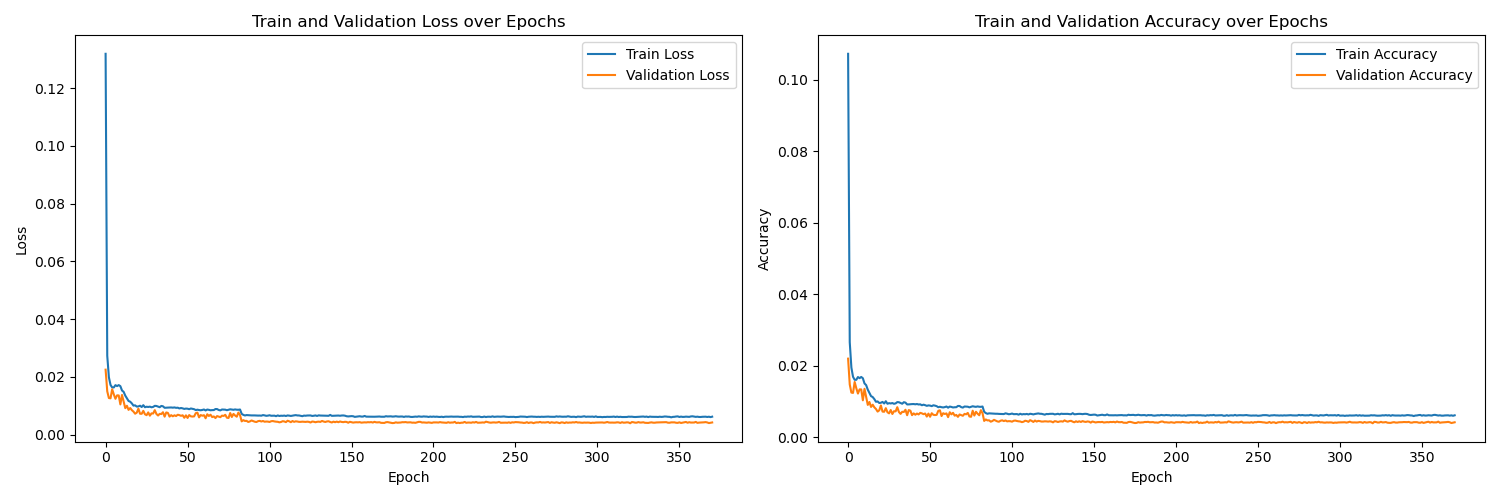 Train and Validation Loss over Epochs
Train Loss
Validation Loss
0.12
0.10
0.08
0.06
0.04
0.02
0.00
Loss
0 50 100 150 200 250 300 350
Epoch
Train and Validation Accuracy over Epochs
Train Accuracy
Validation Accuracy
0.10
0.08
0.06
0.04
0.02
0.00
Accuracy
0 50 100 150 200 250 300 350
Epoch